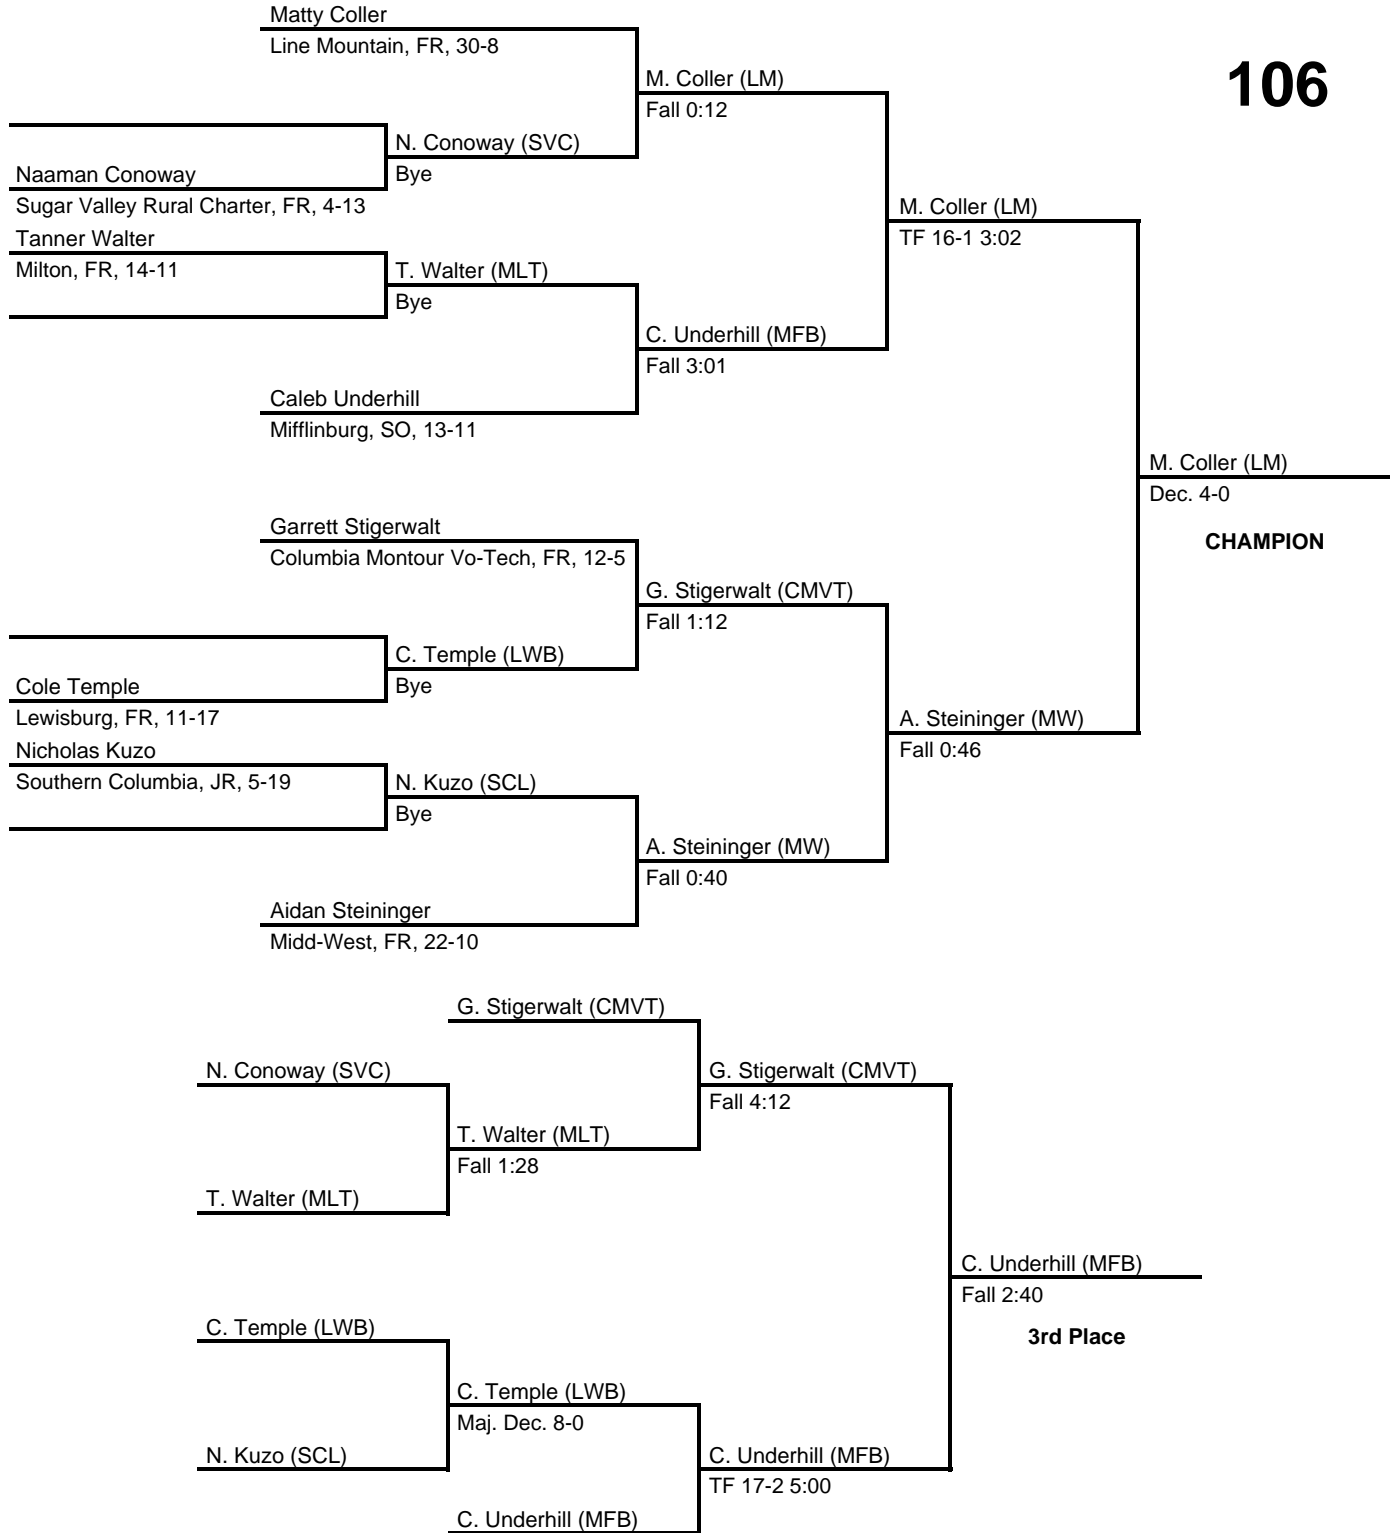 Matty Coller
Line Mountain, FR, 30-8
M. Coller (LM)
Fall 0:12
106
N. Conoway (SVC)
Bye
Naaman Conoway
Sugar Valley Rural Charter, FR, 4-13
M. Coller (LM)
TF 16-1 3:02
Tanner Walter
Milton, FR, 14-11
T. Walter (MLT)
Bye
C. Underhill (MFB)
Fall 3:01
Caleb Underhill
Mifflinburg, SO, 13-11
M. Coller (LM)
Dec. 4-0
CHAMPION
Garrett Stigerwalt
Columbia Montour Vo-Tech, FR, 12-5
G. Stigerwalt (CMVT)
Fall 1:12
C. Temple (LWB)
Bye
Cole Temple
Lewisburg, FR, 11-17
A. Steininger (MW)
Fall 0:46
Nicholas Kuzo
Southern Columbia, JR, 5-19
N. Kuzo (SCL)
Bye
A. Steininger (MW)
Fall 0:40
Aidan Steininger
Midd-West, FR, 22-10
G. Stigerwalt (CMVT)
N. Conoway (SVC)
G. Stigerwalt (CMVT)
Fall 4:12
T. Walter (MLT)
Fall 1:28
T. Walter (MLT)
C. Underhill (MFB)
Fall 2:40
3rd Place
C. Temple (LWB)
C. Temple (LWB)
Maj. Dec. 8-0
N. Kuzo (SCL)
C. Underhill (MFB)
TF 17-2 5:00
C. Underhill (MFB)